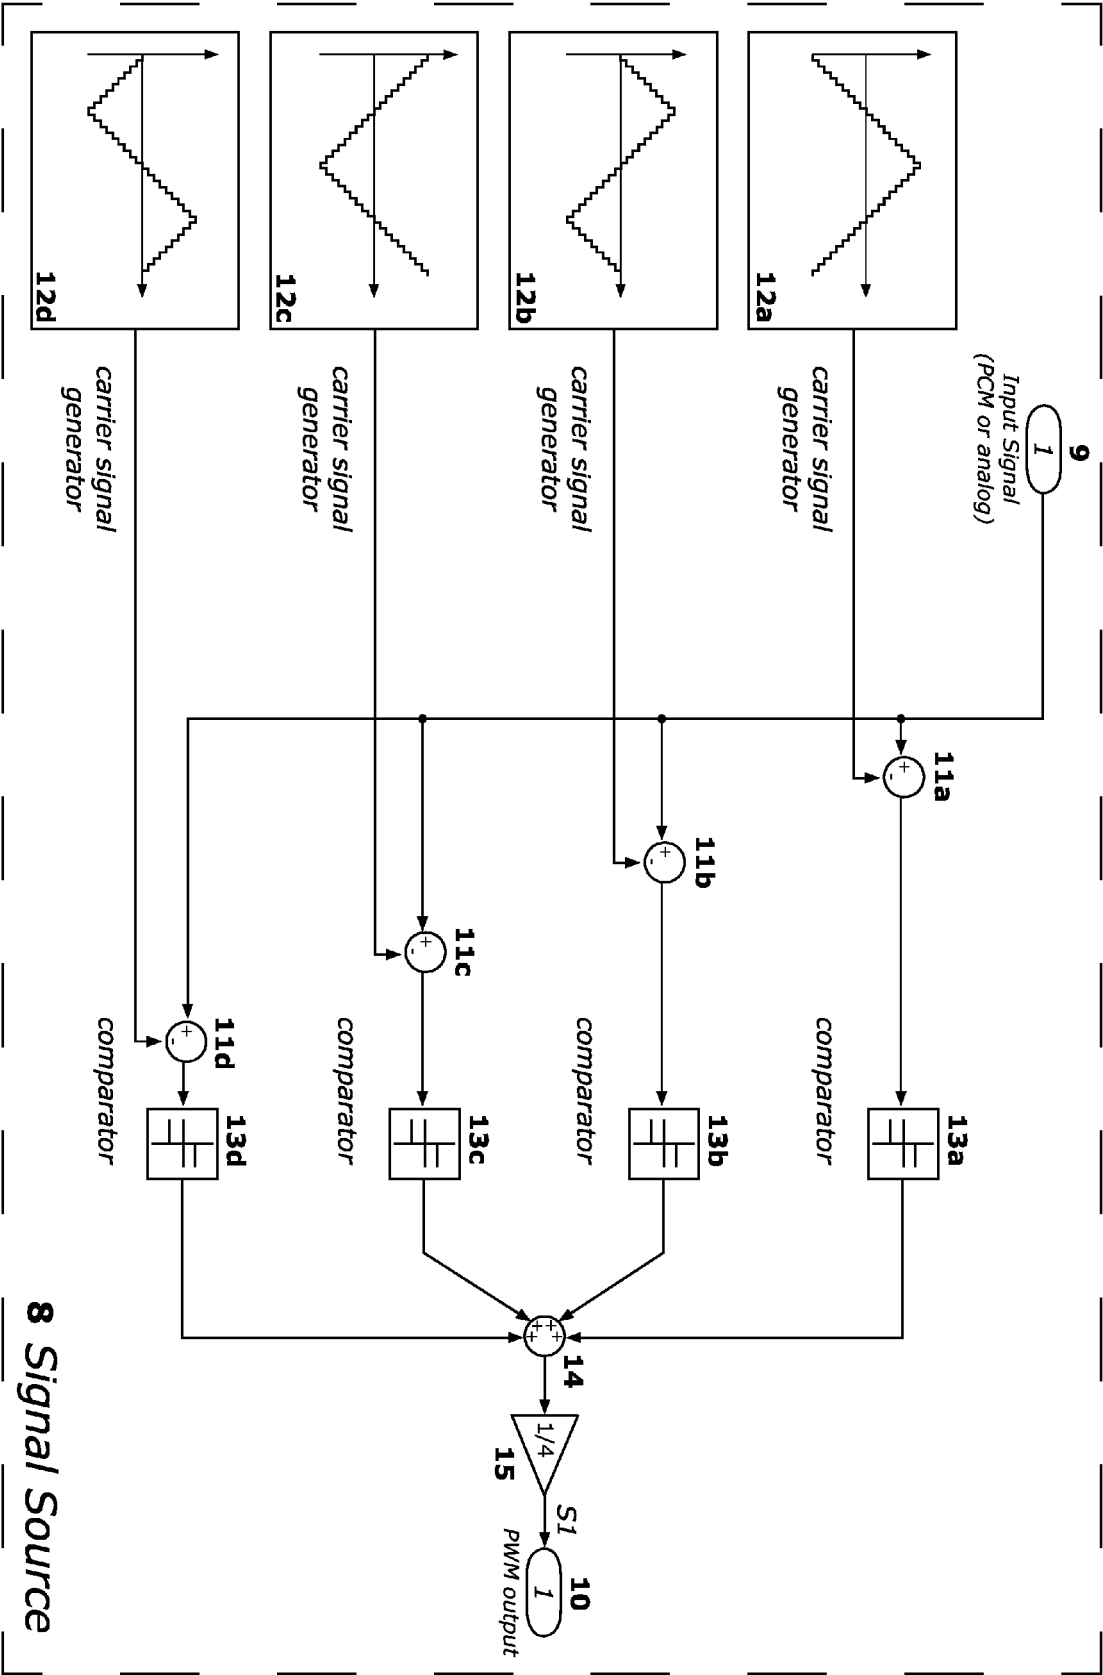 9
1
Input Signal
(PCM or analog)
12a
carrier signal
generator
11a
+
-
13a
comparator
12b
carrier signal
generator
11b
+
-
13b
comparator
12c
carrier signal
generator
11c
+
-
13c
comparator
12d
carrier signal
generator
11d
+
-
13d
comparator
+
+
+
+
14
1/4
15
S1
10
1
PWM output
8 Signal Source